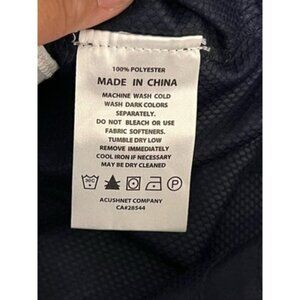 100% POLYESTER
MADE IN CHINA
MACHINE WASH COLD
WASH DARK COLORS
SEPARATELY.
DO NOT BLEACH OR USE
FABRIC SOFTENERS.
TUMBLE DRY LOW
REMOVE IMMEDIATELY
COOL IRON IF NECESSARY
MAY BE DRY CLEANED
30C P
ACUSHNET COMPANY
CA#28544